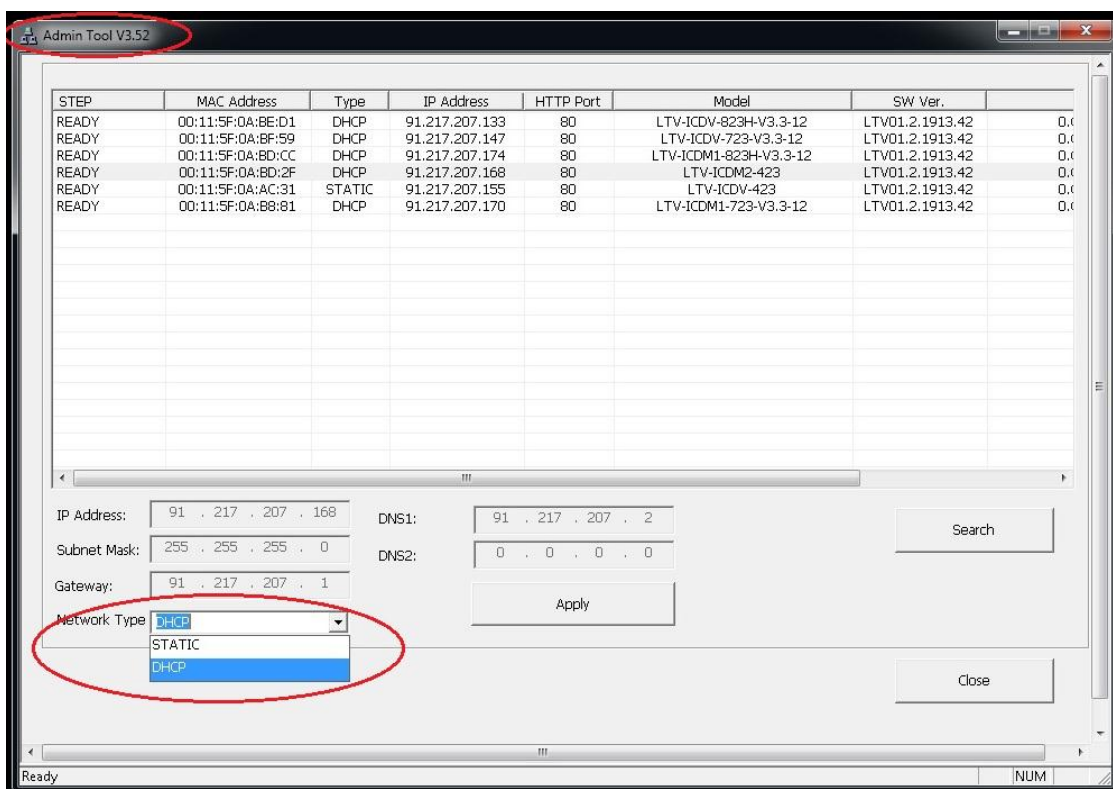 Admin Tool V3.52
STEP MAC Address Type IP Address HTTP Port Model SW Ver.
READY 00:11:5F:0A:BE:D1 DHCP 91.217.207.133 80 LTV-ICDV-823H-V3.3-12 LTV01.2.1913.42 0.
READY 00:11:5F:0A:BF:59 DHCP 91.217.207.147 80 LTV-ICDV-723-V3.3-12 LTV01.2.1913.42 0.
READY 00:11:5F:0A:BD:CC DHCP 91.217.207.174 80 LTV-ICDM1-823H-V3.3-12 LTV01.2.1913.42 0.
READY 00:11:5F:0A:BD:2F DHCP 91.217.207.168 80 LTV-ICDM2-423 LTV01.2.1913.42 0.
READY 00:11:5F:0A:AC:31 STATIC 91.217.207.155 80 LTV-ICDV-423 LTV01.2.1913.42 0.
READY 00:11:5F:0A:B8:81 DHCP 91.217.207.170 80 LTV-ICDM1-723-V3.3-12 LTV01.2.1913.42 0.
IP Address: 91 . 217 . 207 . 168 DNS1: 91 . 217 . 207 . 2
Search
Subnet Mask: 255 . 255 . 255 . 0 DNS2: 0 . 0 . 0 . 0
Gateway: 91 . 217 . 207 . 1
Apply
Network Type DHCP
STATIC
DHCP
Close
Ready NUM